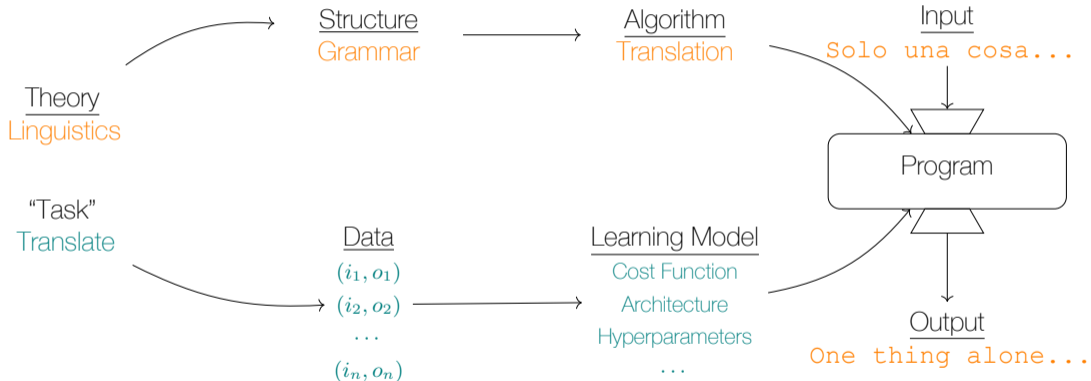 Structure
Grammar
Algorithm
Translation
Input
Solo una cosa...
Theory
Linguistics
Program
“Task”
Translate
Data
(i₁, o₁)
(i₂, o₂)
...
(iₙ, oₙ)
Learning Model
Cost Function
Architecture
Hyperparameters
...
Output
One thing alone...